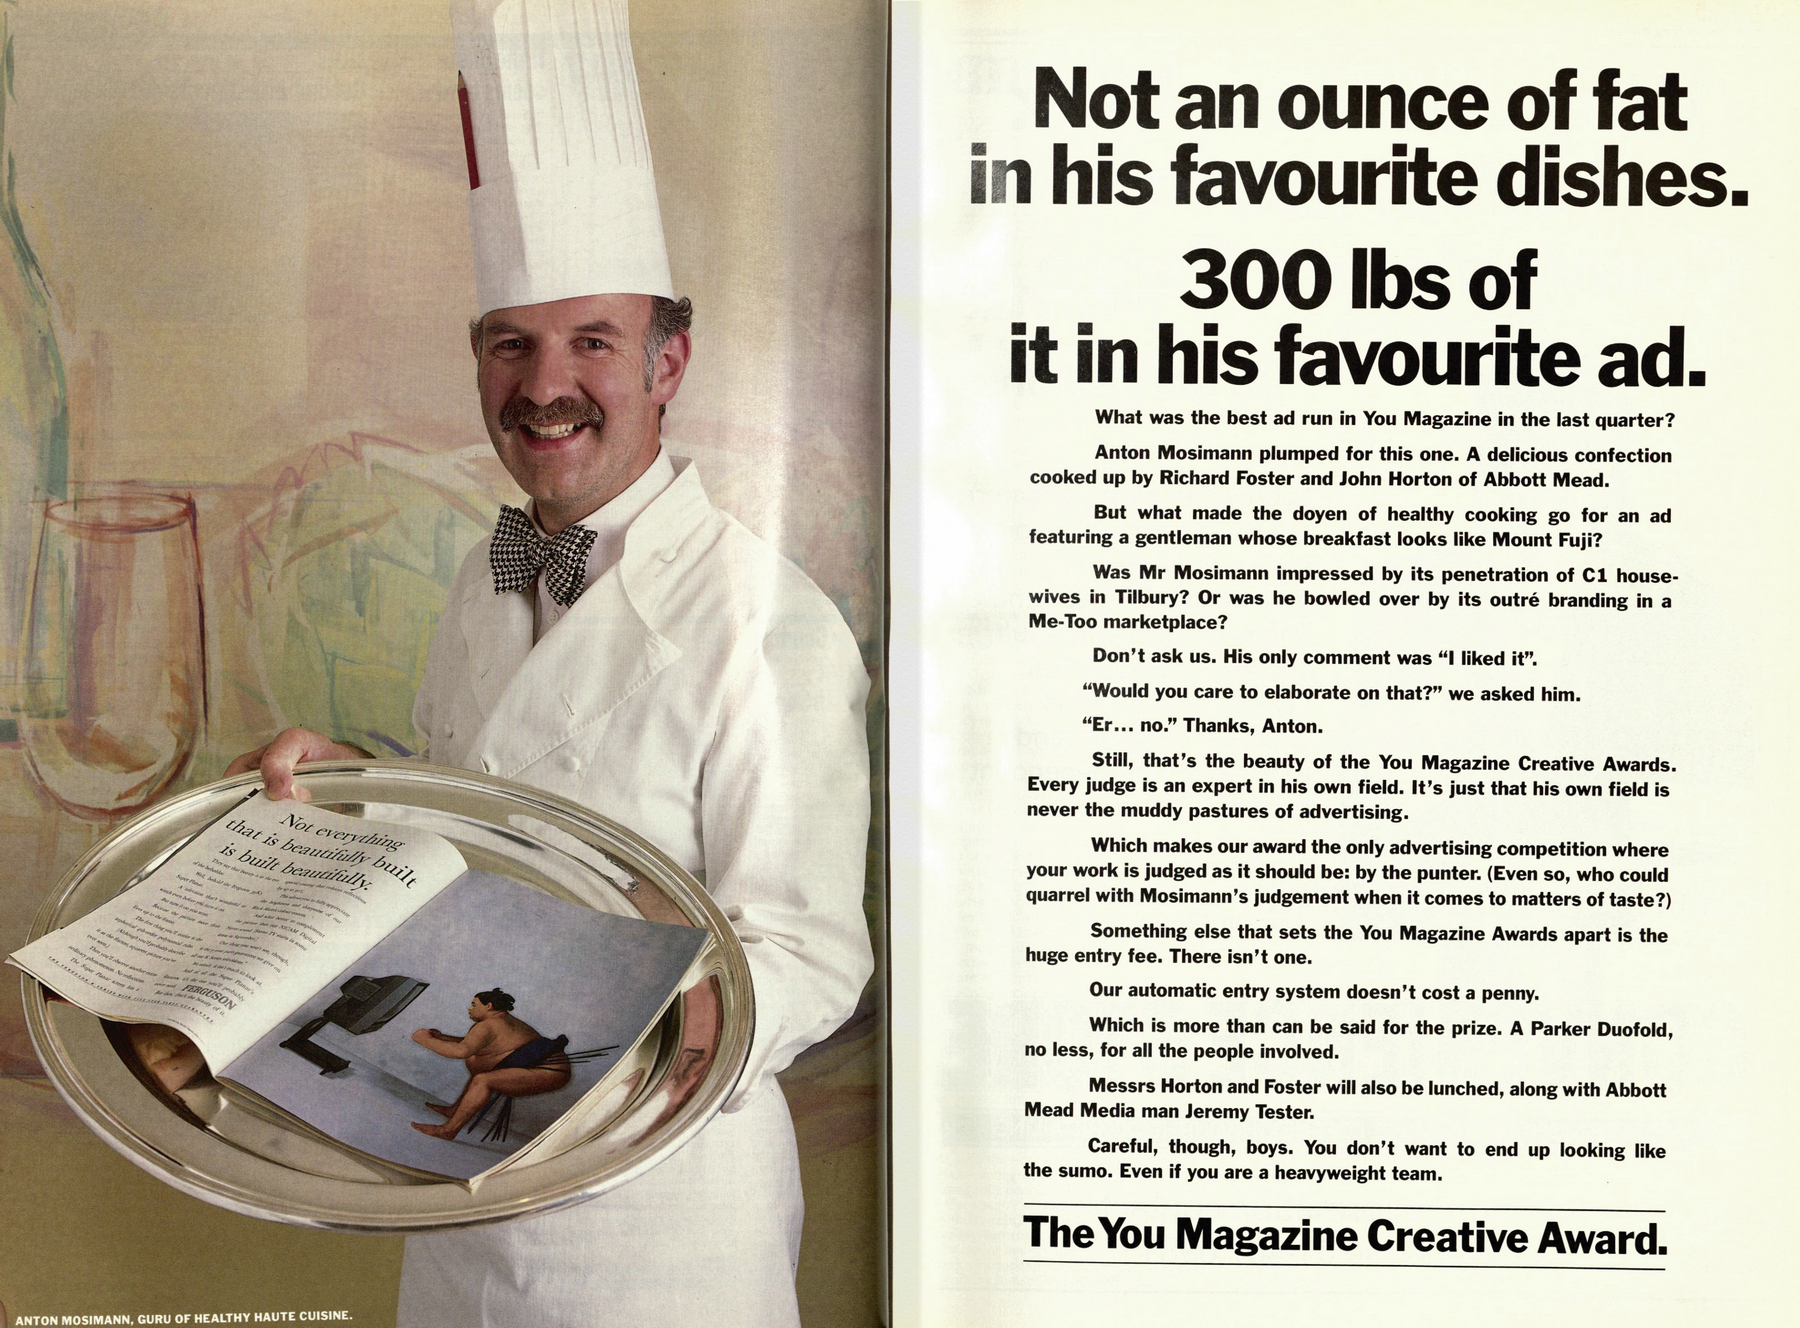 Not everything
that is beautifully built
is built beautifully.
FERGUSON
ANTON MOSIMANN, GURU OF HEALTHY HAUTE CUISINE.
Not an ounce of fat
in his favourite dishes.
300 lbs of
it in his favourite ad.
What was the best ad run in You Magazine in the last quarter?
Anton Mosimann plumped for this one. A delicious confection
cooked up by Richard Foster and John Horton of Abbott Mead.
But what made the doyen of healthy cooking go for an ad
featuring a gentleman whose breakfast looks like Mount Fuji?
Was Mr Mosimann impressed by its penetration of C1 house-
wives in Tilbury? Or was he bowled over by its outré branding in a
Me-Too marketplace?
Don't ask us. His only comment was “I liked it”.
“Would you care to elaborate on that?” we asked him.
“Er... no.” Thanks, Anton.
Still, that's the beauty of the You Magazine Creative Awards.
Every judge is an expert in his own field. It's just that his own field is
never the muddy pastures of advertising.
Which makes our award the only advertising competition where
your work is judged as it should be: by the punter. (Even so, who could
quarrel with Mosimann's judgement when it comes to matters of taste?)
Something else that sets the You Magazine Awards apart is the
huge entry fee. There isn't one.
Our automatic entry system doesn't cost a penny.
Which is more than can be said for the prize. A Parker Duofold,
no less, for all the people involved.
Messrs Horton and Foster will also be lunched, along with Abbott
Mead Media man Jeremy Tester.
Careful, though, boys. You don't want to end up looking like
the sumo. Even if you are a heavyweight team.
The You Magazine Creative Award.